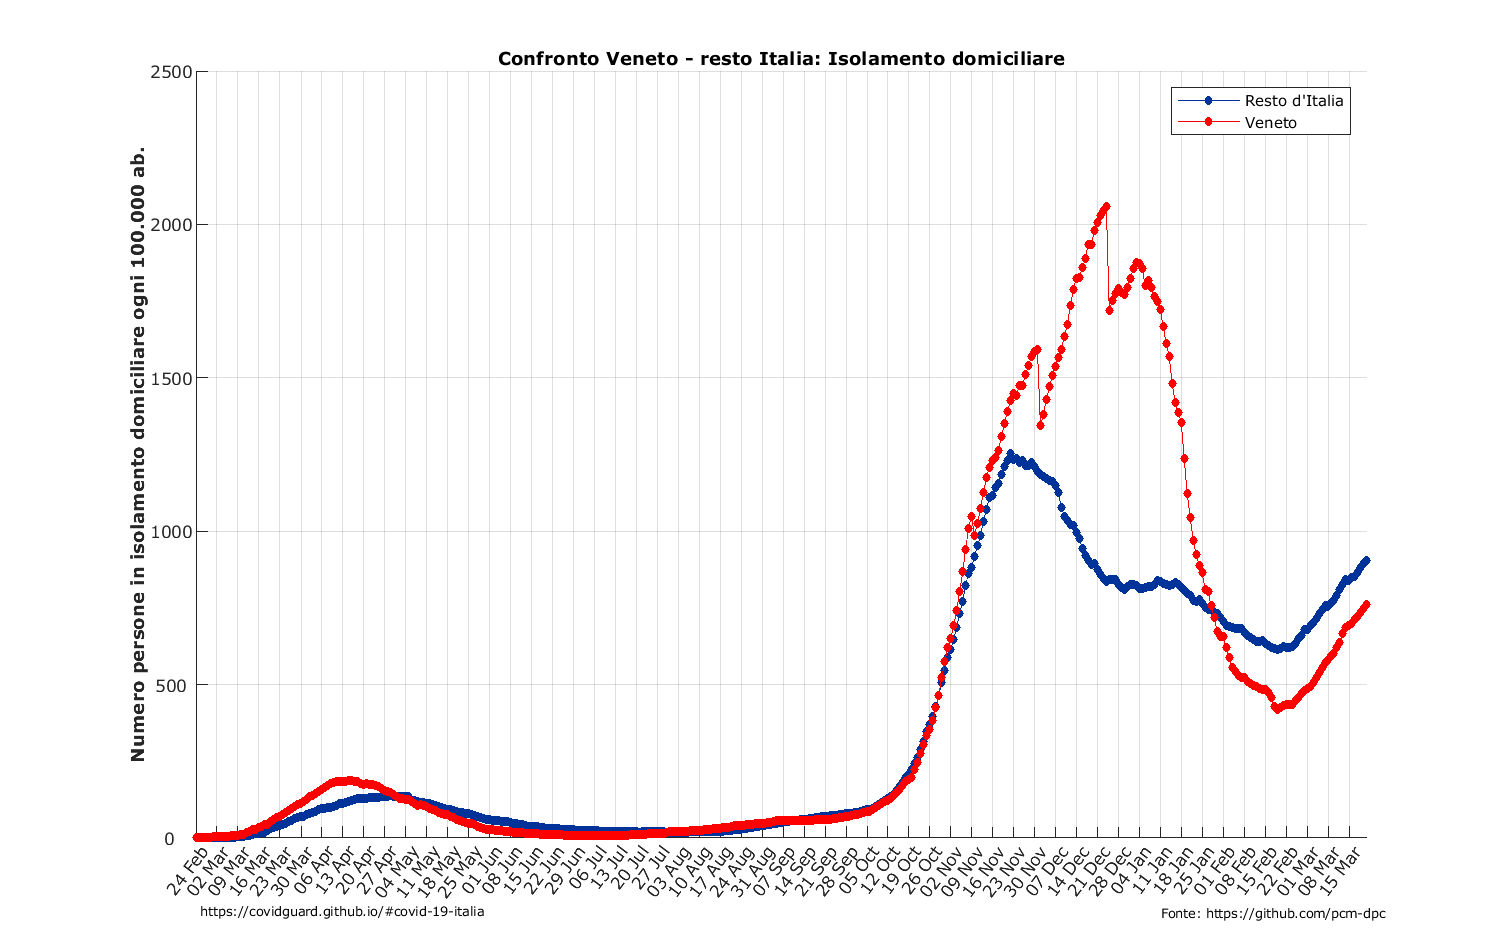 Confronto Veneto - resto Italia: Isolamento domiciliare
Resto d'Italia
Veneto
Numero persone in isolamento domiciliare ogni 100.000 ab.
2500
2000
1500
1000
500
0
24 Feb
02 Mar
09 Mar
16 Mar
23 Mar
30 Mar
06 Apr
13 Apr
20 Apr
27 Apr
04 May
11 May
18 May
25 May
01 Jun
08 Jun
15 Jun
22 Jun
29 Jun
06 Jul
13 Jul
20 Jul
27 Jul
03 Aug
10 Aug
17 Aug
24 Aug
31 Aug
07 Sep
14 Sep
21 Sep
28 Sep
05 Oct
12 Oct
19 Oct
26 Oct
02 Nov
09 Nov
16 Nov
23 Nov
30 Nov
07 Dec
14 Dec
21 Dec
28 Dec
04 Jan
11 Jan
18 Jan
25 Jan
01 Feb
08 Feb
15 Feb
22 Feb
01 Mar
08 Mar
15 Mar
https://covidguard.github.io/#covid-19-italia
Fonte: https://github.com/pcm-dpc